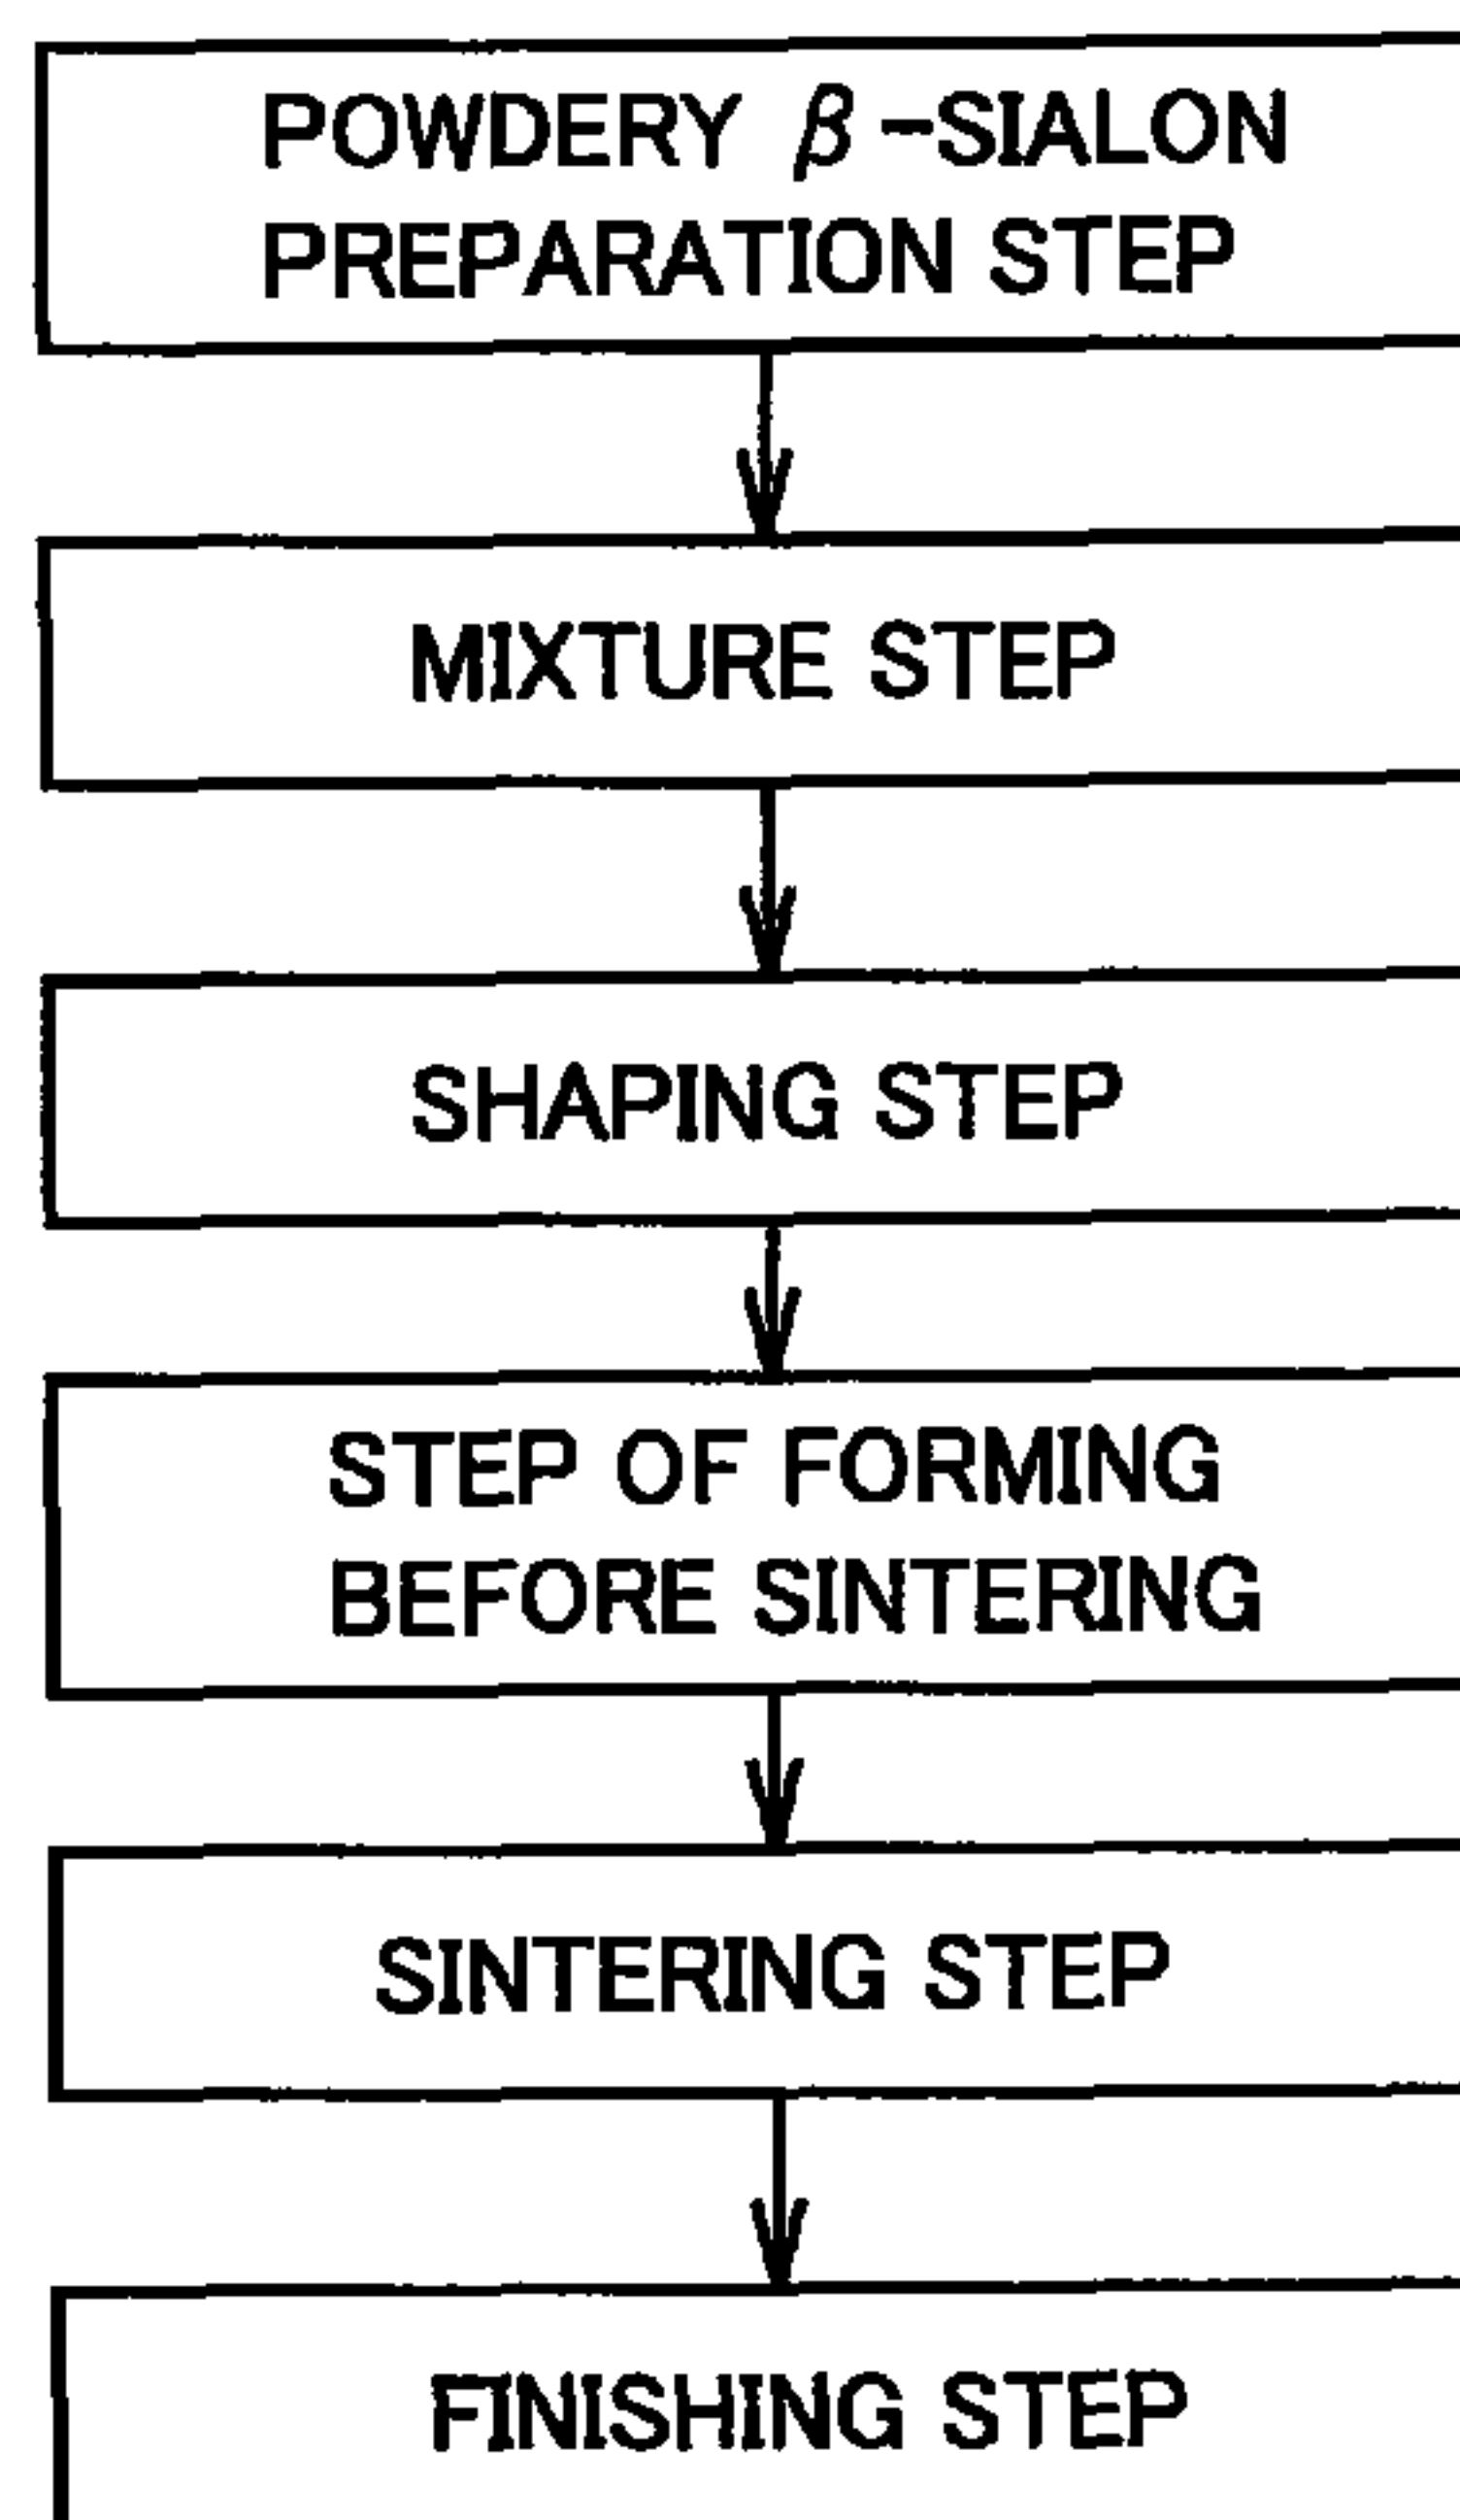 POWDERY β-SIALON
PREPARATION STEP
MIXTURE STEP
SHAPING STEP
STEP OF FORMING
BEFORE SINTERING
SINTERING STEP
FINISHING STEP